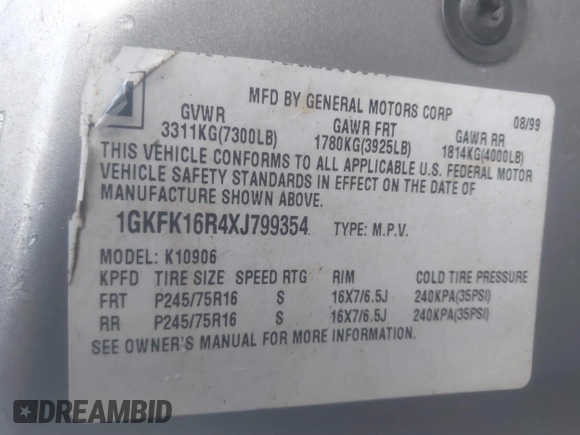 MFD BY GENERAL MOTORS CORP 08/99
GVWR GAWR FRT GAWR RR
3311KG(7300LB) 1780KG(3925LB) 1814KG(4000LB)
THIS VEHICLE CONFORMS TO ALL APPLICABLE U.S. FEDERAL MOTOR
VEHICLE SAFETY STANDARDS IN EFFECT ON THE DATE OF
MANUFACTURE SHOWN ABOVE.
1GKFK16R4XJ799354 TYPE: M.P.V.
MODEL: K10906
KPFD TIRE SIZE SPEED RTG RIM COLD TIRE PRESSURE
FRT P245/75R16 S 16X7/6.5J 240KPA(35PSI)
RR P245/75R16 S 16X7/6.5J 240KPA(35PSI)
SEE OWNER'S MANUAL FOR MORE INFORMATION.
DREAMBID